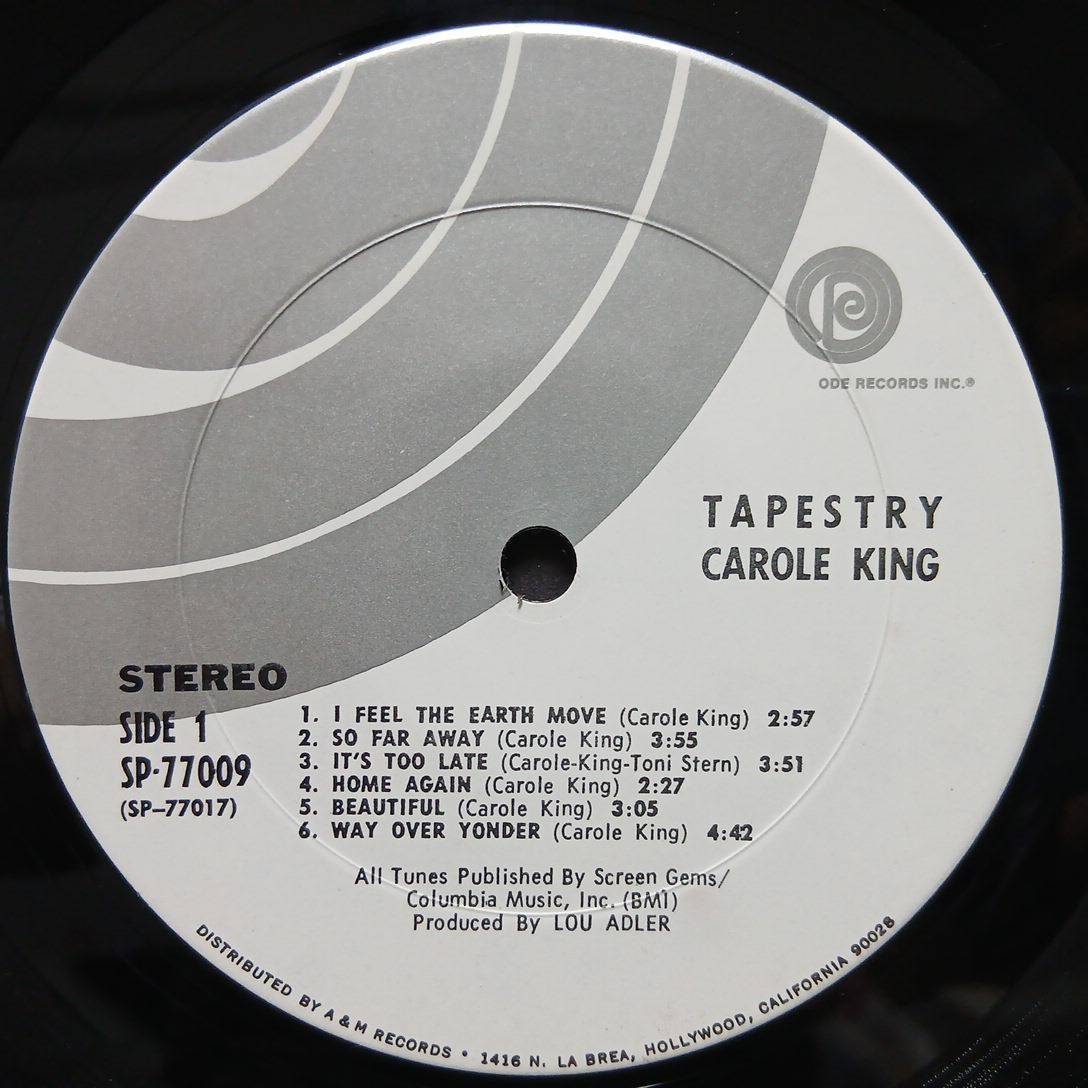 ODE RECORDS INC.®
TAPESTRY
CAROLE KING
STEREO
SIDE 1
SP-77009
(SP-77017)
1. I FEEL THE EARTH MOVE (Carole King) 2:57
2. SO FAR AWAY (Carole King) 3:55
3. IT'S TOO LATE (Carole-King-Toni Stern) 3:51
4. HOME AGAIN (Carole King) 2:27
5. BEAUTIFUL (Carole King) 3:05
6. WAY OVER YONDER (Carole King) 4:42
All Tunes Published By Screen Gems/
Columbia Music, Inc. (BMI)
Produced By LOU ADLER
DISTRIBUTED BY A & M RECORDS • 1416 N. LA BREA, HOLLYWOOD, CALIFORNIA 90028